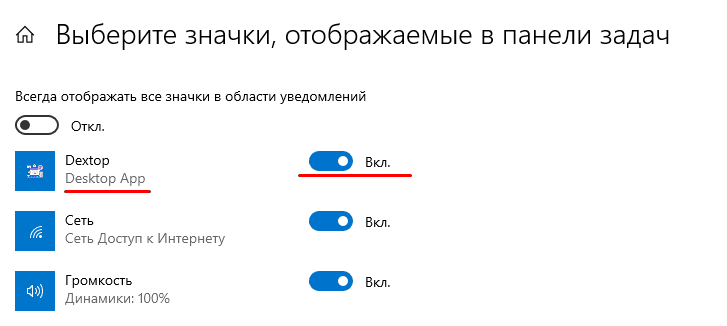 Выберите значки, отображаемые в панели задач
Всегда отображать все значки в области уведомлений
Откл.
Dextop
Desktop App
Вкл.
Сеть
Сеть Доступ к Интернету
Вкл.
Громкость
Динамики: 100%
Вкл.